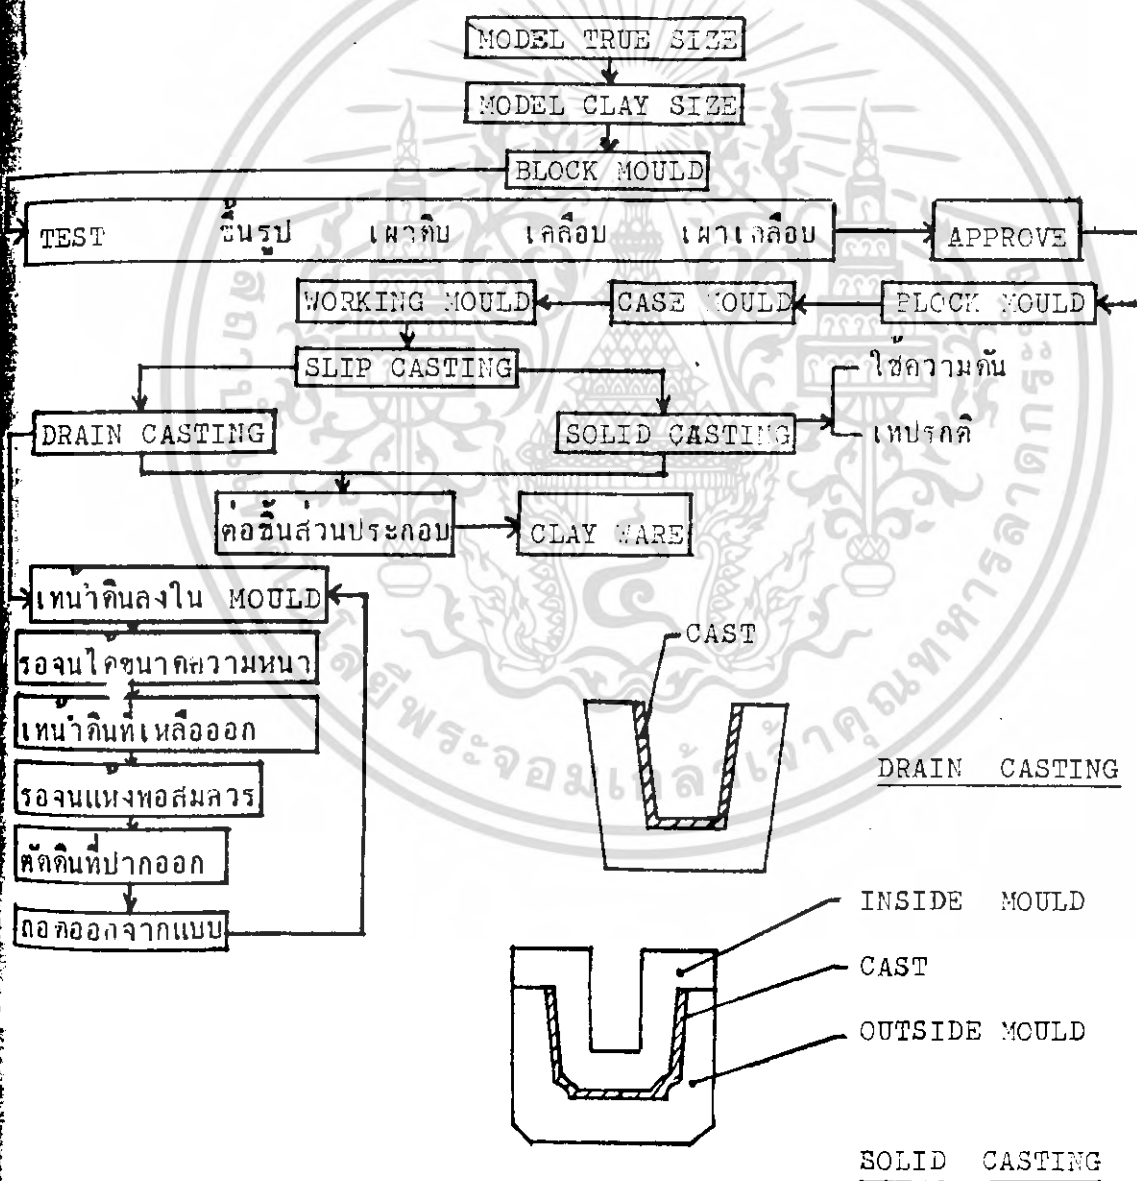 MODEL TRUE SIZE
MODEL CLAY SIZE
BLOCK MOULD
TEST ขึ้นรูป เผาดิบ เคลือบ เผาเคลือบ
APPROVE
WORKING MOULD
CASE MOULD
BLOCK MOULD
SLIP CASTING
ใช้ความดัน
DRAIN CASTING
SOLID CASTING
เทปรกติ
ต่อชิ้นส่วนประกอบ
CLAY WARE
เทน้ำดินลงใน MOULD
รอจนได้ขนาดความหนา
เทน้ำดินที่เหลือออก
รอจนแห้งพอสมควร
ตัดดินที่ปากออก
ถอดออกจากแบบ
CAST
DRAIN CASTING
INSIDE MOULD
CAST
OUTSIDE MOULD
SOLID CASTING